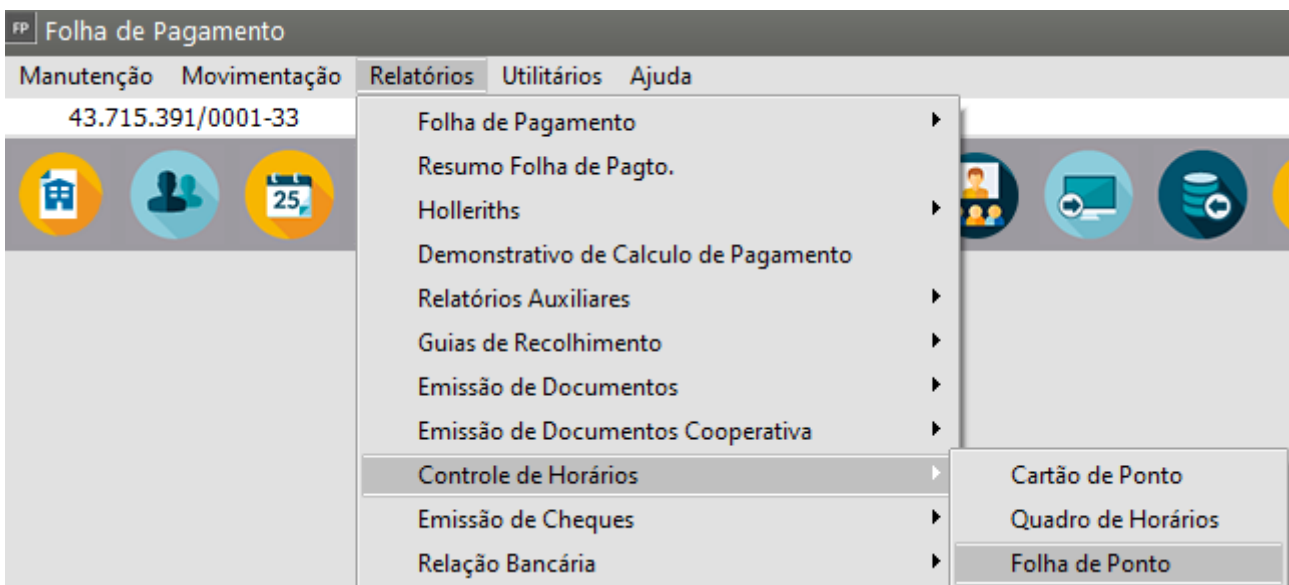 FP Folha de Pagamento
Manutenção Movimentação Relatórios Utilitários Ajuda
43.715.391/0001-33
25
Folha de Pagamento
Resumo Folha de Pagto.
Holleriths
Demonstrativo de Calculo de Pagamento
Relatórios Auxiliares
Guias de Recolhimento
Emissão de Documentos
Emissão de Documentos Cooperativa
Controle de Horários
Emissão de Cheques
Relação Bancária
Cartão de Ponto
Quadro de Horários
Folha de Ponto